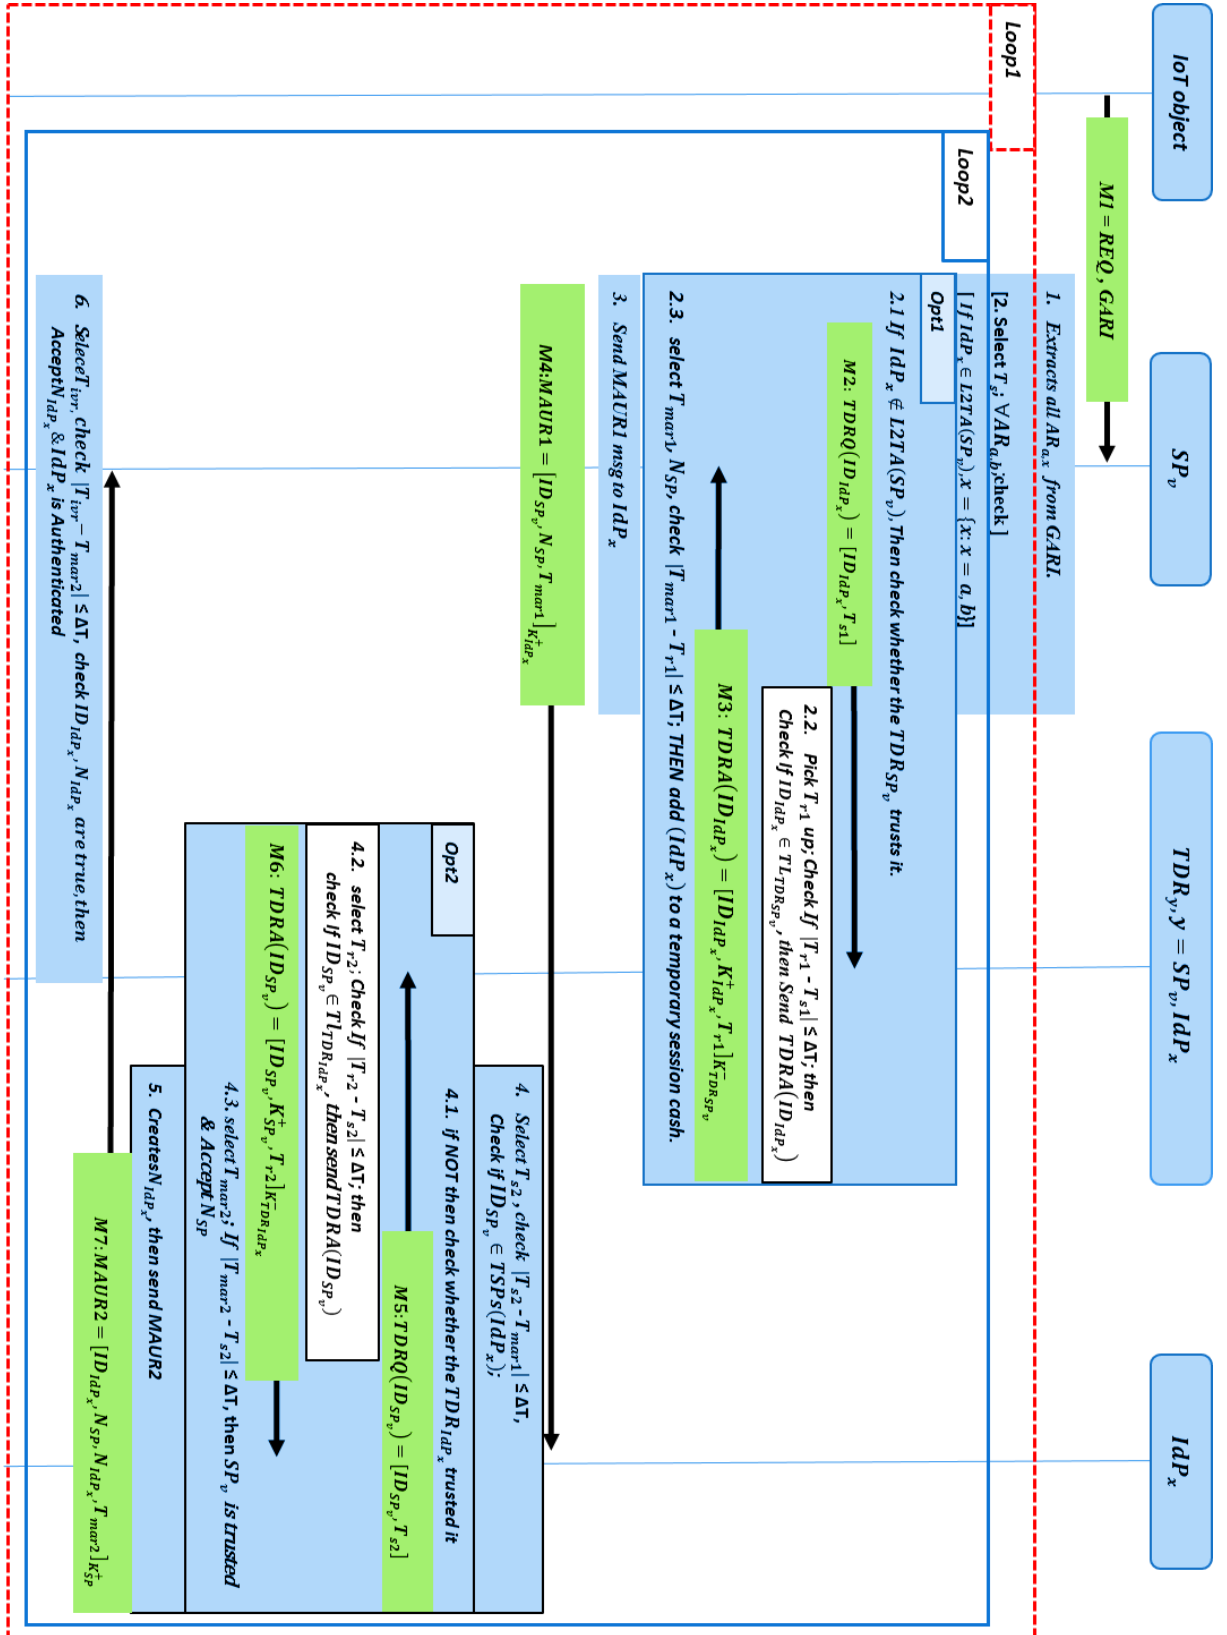 IoT object
SP_v
TDR_y, y = SP_v, IdP_x
IdP_x
M1 = REQ, GARI
Loop1
1. Extracts all AR_{a,x} from GARI.
[2. Select T_s; ∀AR_{a,b};check]
[If IdP_x ∈ L2TA(SP_v), x = {x: x = a, b}]
Loop2
Opt1
2.1 If IdP_x ∉ L2TA(SP_v), Then check whether the TDR_{SP_v} trusts it.
M2: TDRQ(ID_{IdP_x}) = [ID_{IdP_x}, T_{s1}]
2.2. Pick T_{r1} up; Check If |T_{r1} - T_{s1}| ≤ ΔT; then
Check If ID_{IdP_x} ∈ TL_{TDR_{SP_v}}, then Send TDRA(ID_{IdP_x})
M3: TDRA(ID_{IdP_x}) = [ID_{IdP_x}, K^+_{IdP_x}, T_{r1}]_{K^-_{TDR_{SP_v}}}
2.3. select T_{mar1}, N_{SP}, check |T_{mar1} - T_{r1}| ≤ ΔT; THEN add (IdP_x) to a temporary session cash.
3. Send MAUR1 msg to IdP_x
M4:MAUR1 = [ID_{SP_v}, N_{SP}, T_{mar1}]_{K^+_{IdP_x}}
4. Select T_{s2}, check |T_{s2} - T_{mar1}| ≤ ΔT,
Check if ID_{SP_v} ∈ TSPs(IdP_x);
Opt2
4.1. if NOT then check whether the TDR_{IdP_x} trusted it
M5:TDRQ(ID_{SP_v}) = [ID_{SP_v}, T_{s2}]
4.2. select T_{r2}; Check If |T_{r2} - T_{s2}| ≤ ΔT; then
check If ID_{SP_v} ∈ Tl_{TDR_{IdP_x}}, then send TDRA(ID_{SP_v})
M6: TDRA(ID_{SP_v}) = [ID_{SP_v}, K^+_{SP_v}, T_{r2}]_{K^-_{TDR_{IdP_x}}}
4.3. select T_{mar2}; If |T_{mar2} - T_{s2}| ≤ ΔT, then SP_v is trusted
& Accept N_{SP}
5. Creates N_{IdP_x}, then send MAUR2
M7:MAUR2 = [ID_{IdP_x}, N_{SP}, N_{IdP_x}, T_{mar2}]_{K^+_{SP}}
6. Selece T_{ivr}, check |T_{ivr} - T_{mar2}| ≤ ΔT, check ID_{IdP_x}, N_{IdP_x} are true, then
Accept N_{IdP_x} & IdP_x is Authenticated